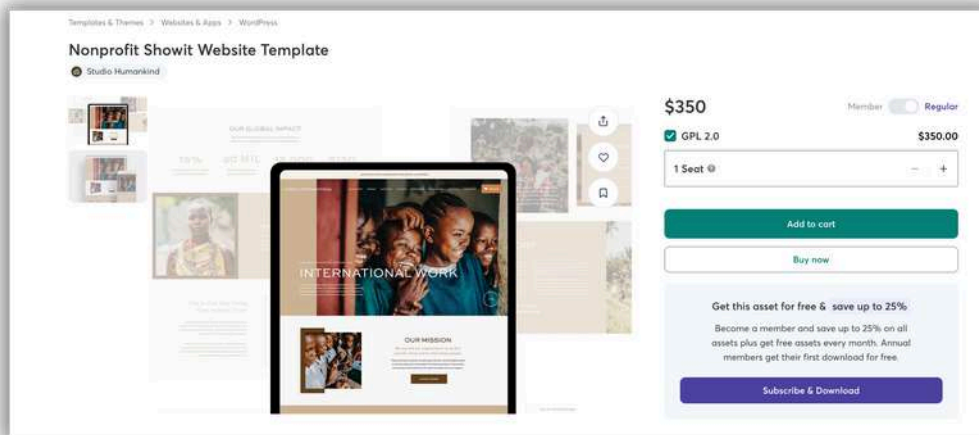 Templates & Themes > Websites & Apps > WordPress
Nonprofit Showit Website Template
Studio Humankind
$350
Member
Regular
GPL 2.0
$350.00
1 Seat
- +
Add to cart
Buy now
Get this asset for free & save up to 25%
Become a member and save up to 25% on all
assets plus get free assets every month. Annual
members get their first download for free.
Subscribe & Download
OUR GLOBAL IMPACT
INTERNATIONAL WORK
OUR MISSION